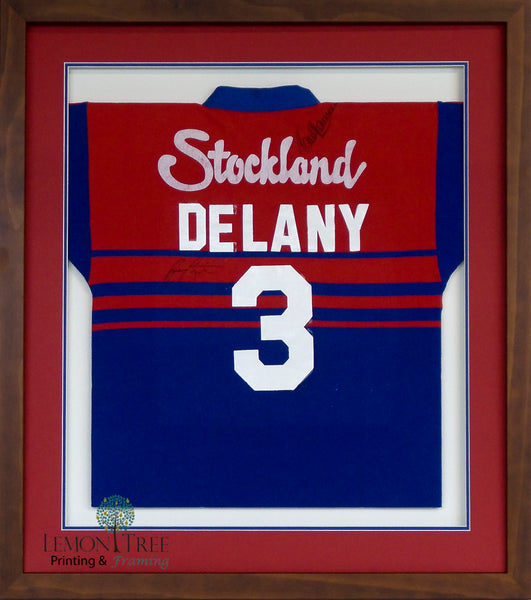 Stockland
DELANY
3
LEMON TREE
Printing & Framing